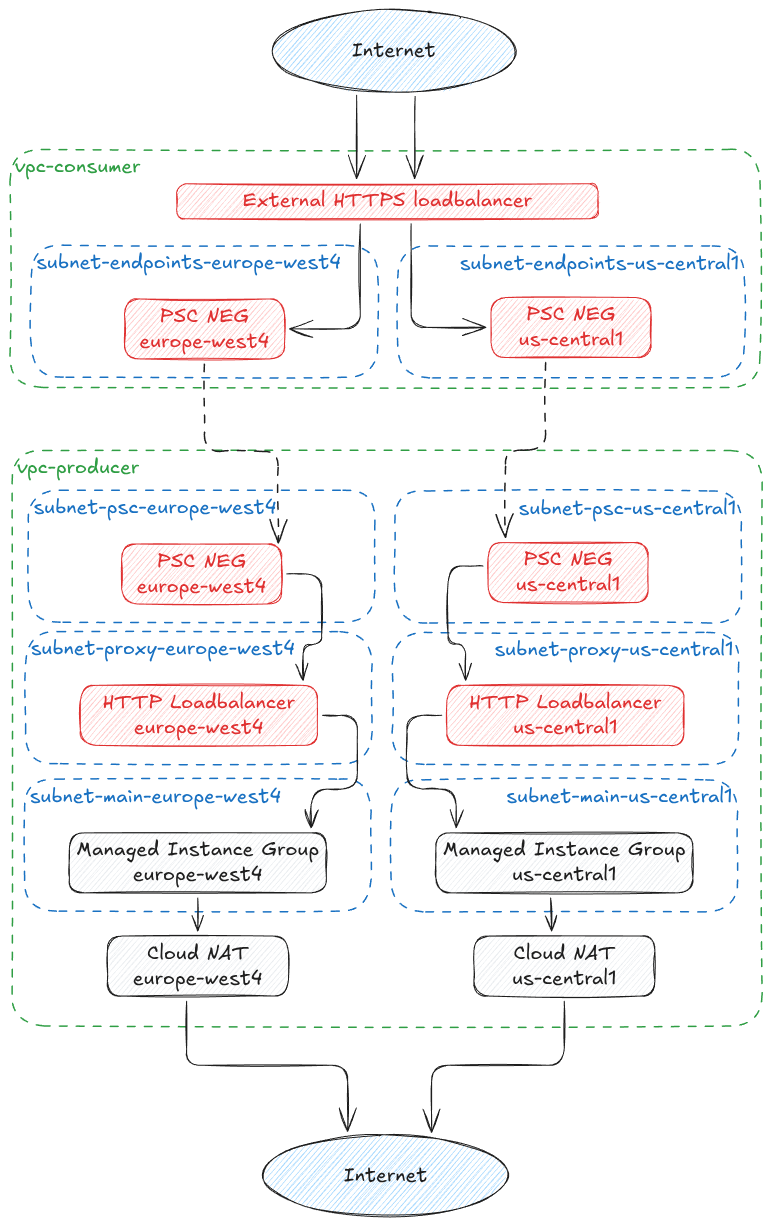 Internet
vpc-consumer
External HTTPS loadbalancer
subnet-endpoints-europe-west4
subnet-endpoints-us-central1
PSC NEG
europe-west4
PSC NEG
us-central1
vpc-producer
subnet-psc-europe-west4
subnet-psc-us-central1
PSC NEG
europe-west4
PSC NEG
us-central1
subnet-proxy-europe-west4
subnet-proxy-us-central1
HTTP Loadbalancer
europe-west4
HTTP Loadbalancer
us-central1
subnet-main-europe-west4
subnet-main-us-central1
Managed Instance Group
europe-west4
Managed Instance Group
us-central1
Cloud NAT
europe-west4
Cloud NAT
us-central1
Internet